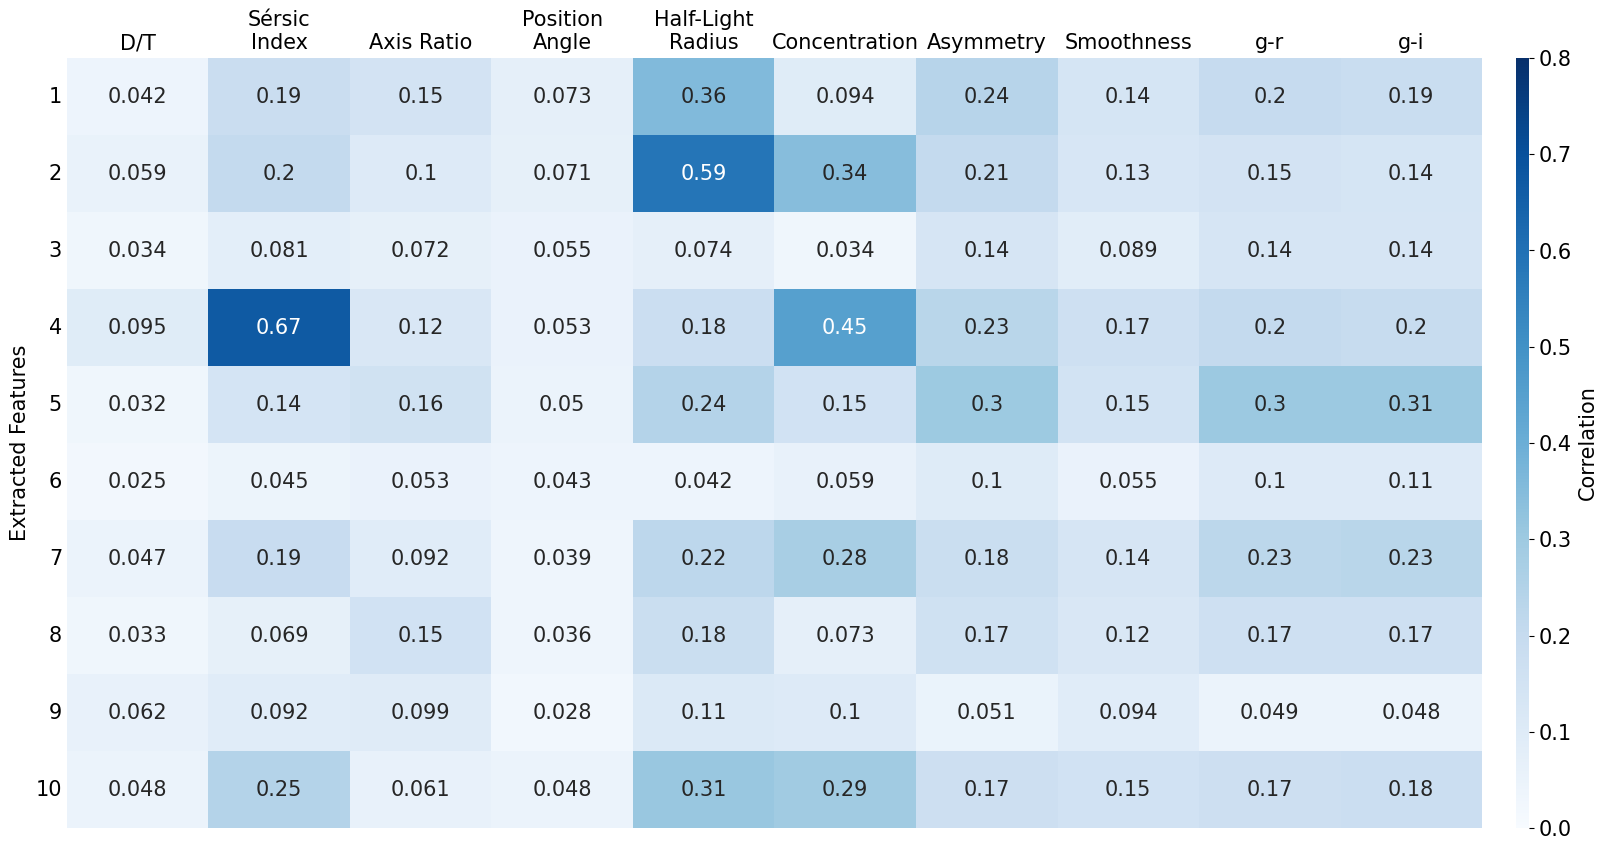 Sérsic Position Half-Light
D/T Index Axis Ratio Angle Radius Concentration Asymmetry Smoothness g-r g-i
1 0.042 0.19 0.15 0.073 0.36 0.094 0.24 0.14 0.2 0.19
2 0.059 0.2 0.1 0.071 0.59 0.34 0.21 0.13 0.15 0.14
3 0.034 0.081 0.072 0.055 0.074 0.034 0.14 0.089 0.14 0.14
4 0.095 0.67 0.12 0.053 0.18 0.45 0.23 0.17 0.2 0.2
5 0.032 0.14 0.16 0.05 0.24 0.15 0.3 0.15 0.3 0.31
6 0.025 0.045 0.053 0.043 0.042 0.059 0.1 0.055 0.1 0.11
7 0.047 0.19 0.092 0.039 0.22 0.28 0.18 0.14 0.23 0.23
8 0.033 0.069 0.15 0.036 0.18 0.073 0.17 0.12 0.17 0.17
9 0.062 0.092 0.099 0.028 0.11 0.1 0.051 0.094 0.049 0.048
10 0.048 0.25 0.061 0.048 0.31 0.29 0.17 0.15 0.17 0.18
Extracted Features
0.8
0.7
0.6
0.5
0.4
0.3
0.2
0.1
0.0
Correlation